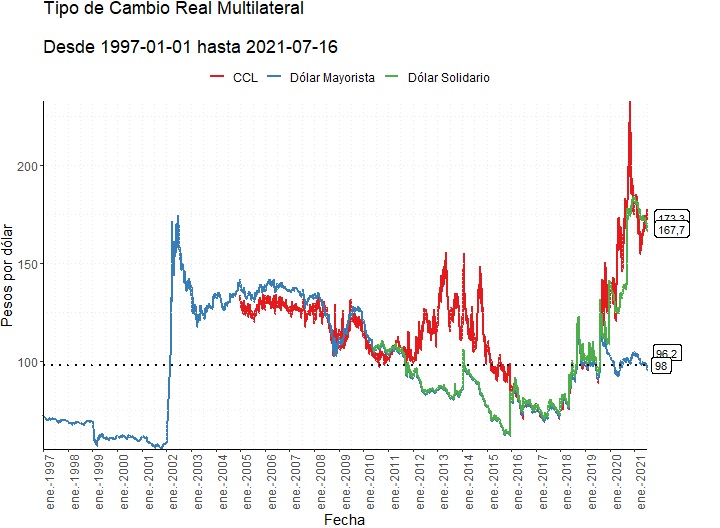 Tipo de Cambio Real Multilateral
Desde 1997-01-01 hasta 2021-07-16
CCL Dólar Mayorista Dólar Solidario
Pesos por dólar
200
150
100
173,3
167,7
96,2
98
ene.-1997
ene.-1998
ene.-1999
ene.-2000
ene.-2001
ene.-2002
ene.-2003
ene.-2004
ene.-2005
ene.-2006
ene.-2007
ene.-2008
ene.-2009
ene.-2010
ene.-2011
ene.-2012
ene.-2013
ene.-2014
ene.-2015
ene.-2016
ene.-2017
ene.-2018
ene.-2019
ene.-2020
ene.-2021
Fecha